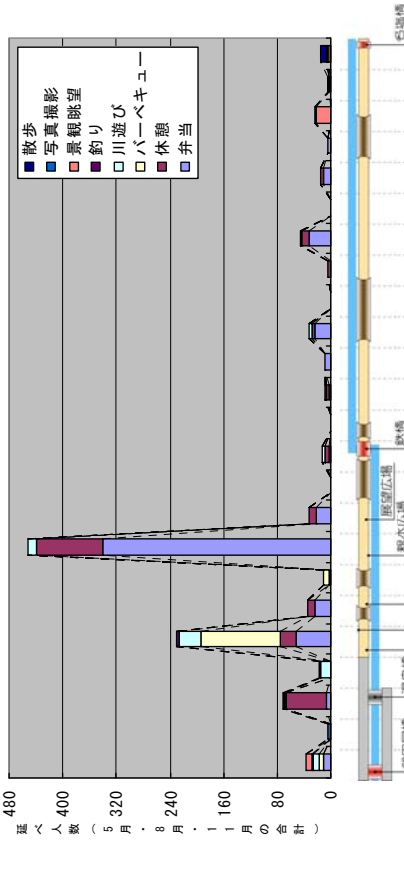 480
400
320
240
160
80
0
延べ人数（5月・8月・11月の合計）
散歩
写真撮影
景観眺望
釣り
川遊び
バーベキュー
休憩
弁当
展望広場
親水広場
鉄橋
名塩橋